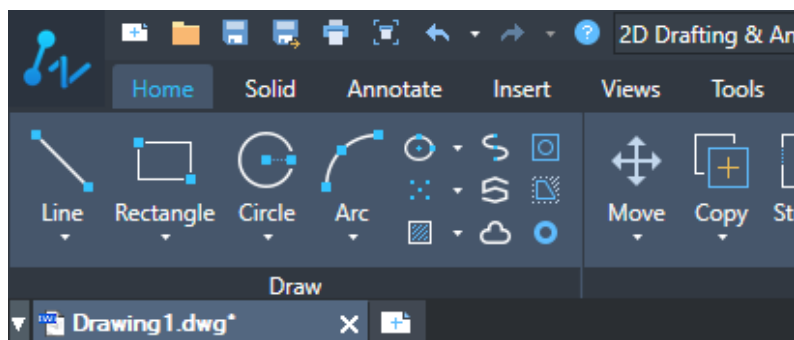 2D Drafting & An
Home Solid Annotate Insert Views Tools
Line Rectangle Circle Arc Move Copy St
Draw
Drawing1.dwg*